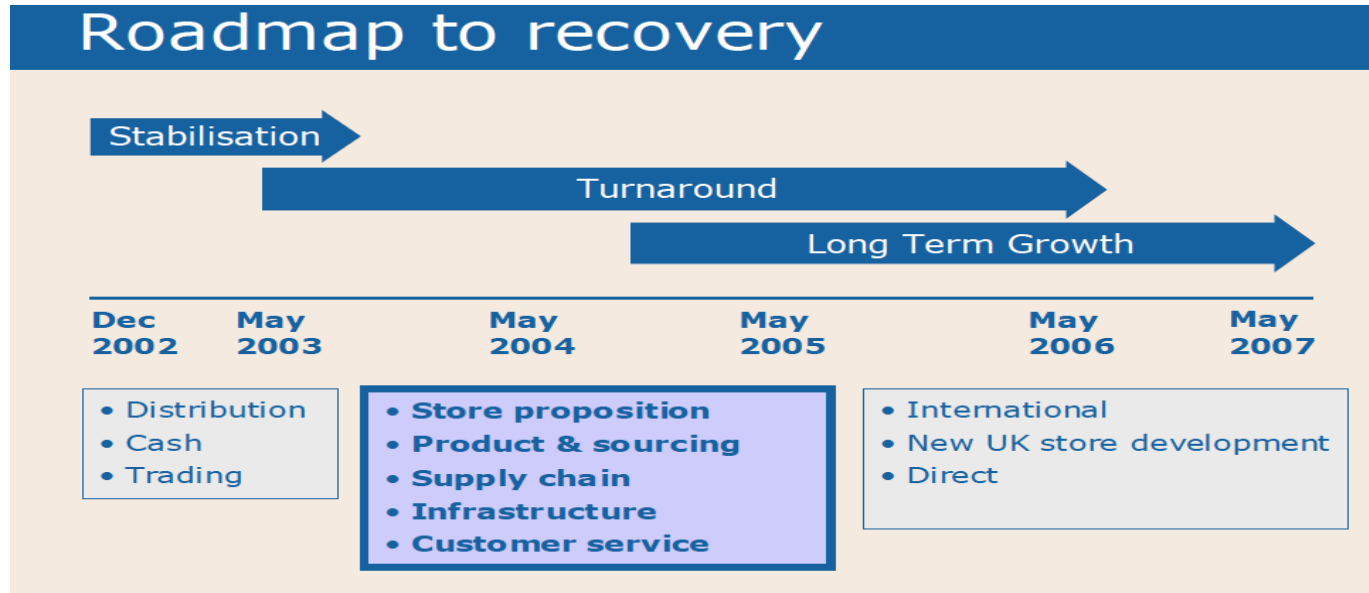 Roadmap to recovery
Stabilisation
Turnaround
Long Term Growth
Dec May May May May May
2002 2003 2004 2005 2006 2007
• Distribution
• Cash
• Trading
• Store proposition
• Product & sourcing
• Supply chain
• Infrastructure
• Customer service
• International
• New UK store development
• Direct